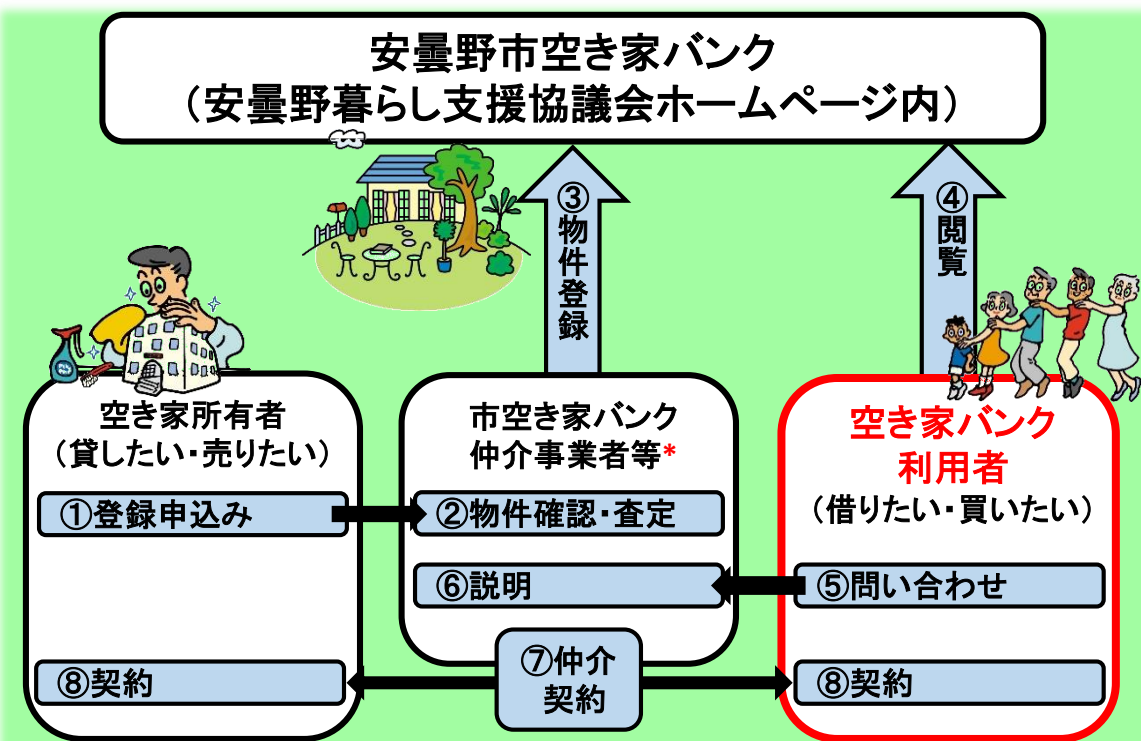 安曇野市空き家バンク
（安曇野暮らし支援協議会ホームページ内）
③物件登録
④閲覧
空き家所有者
（貸したい・売りたい）
①登録申込み
市空き家バンク
仲介事業者等*
②物件確認・査定
⑥説明
空き家バンク
利用者
（借りたい・買いたい）
⑤問い合わせ
⑦仲介
契約
⑧契約
⑧契約